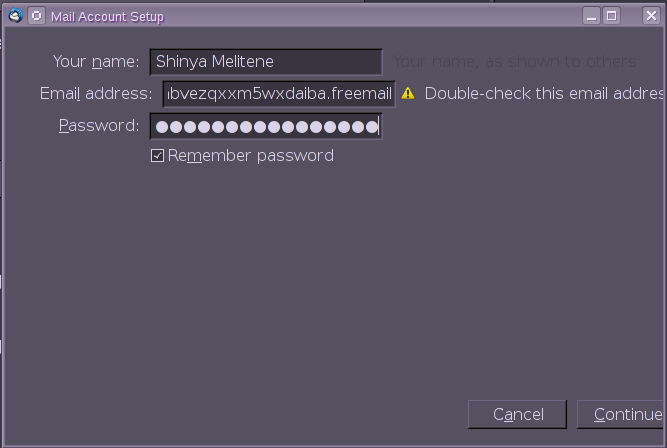 Mail Account Setup
Your name: Shinya Melitene Your name, as shown to others
Email address: ibvezqxxm5wxdaiba.freemail Double-check this email addres
Password: ●●●●●●●●●●●●●●●●
Remember password
Cancel Continue